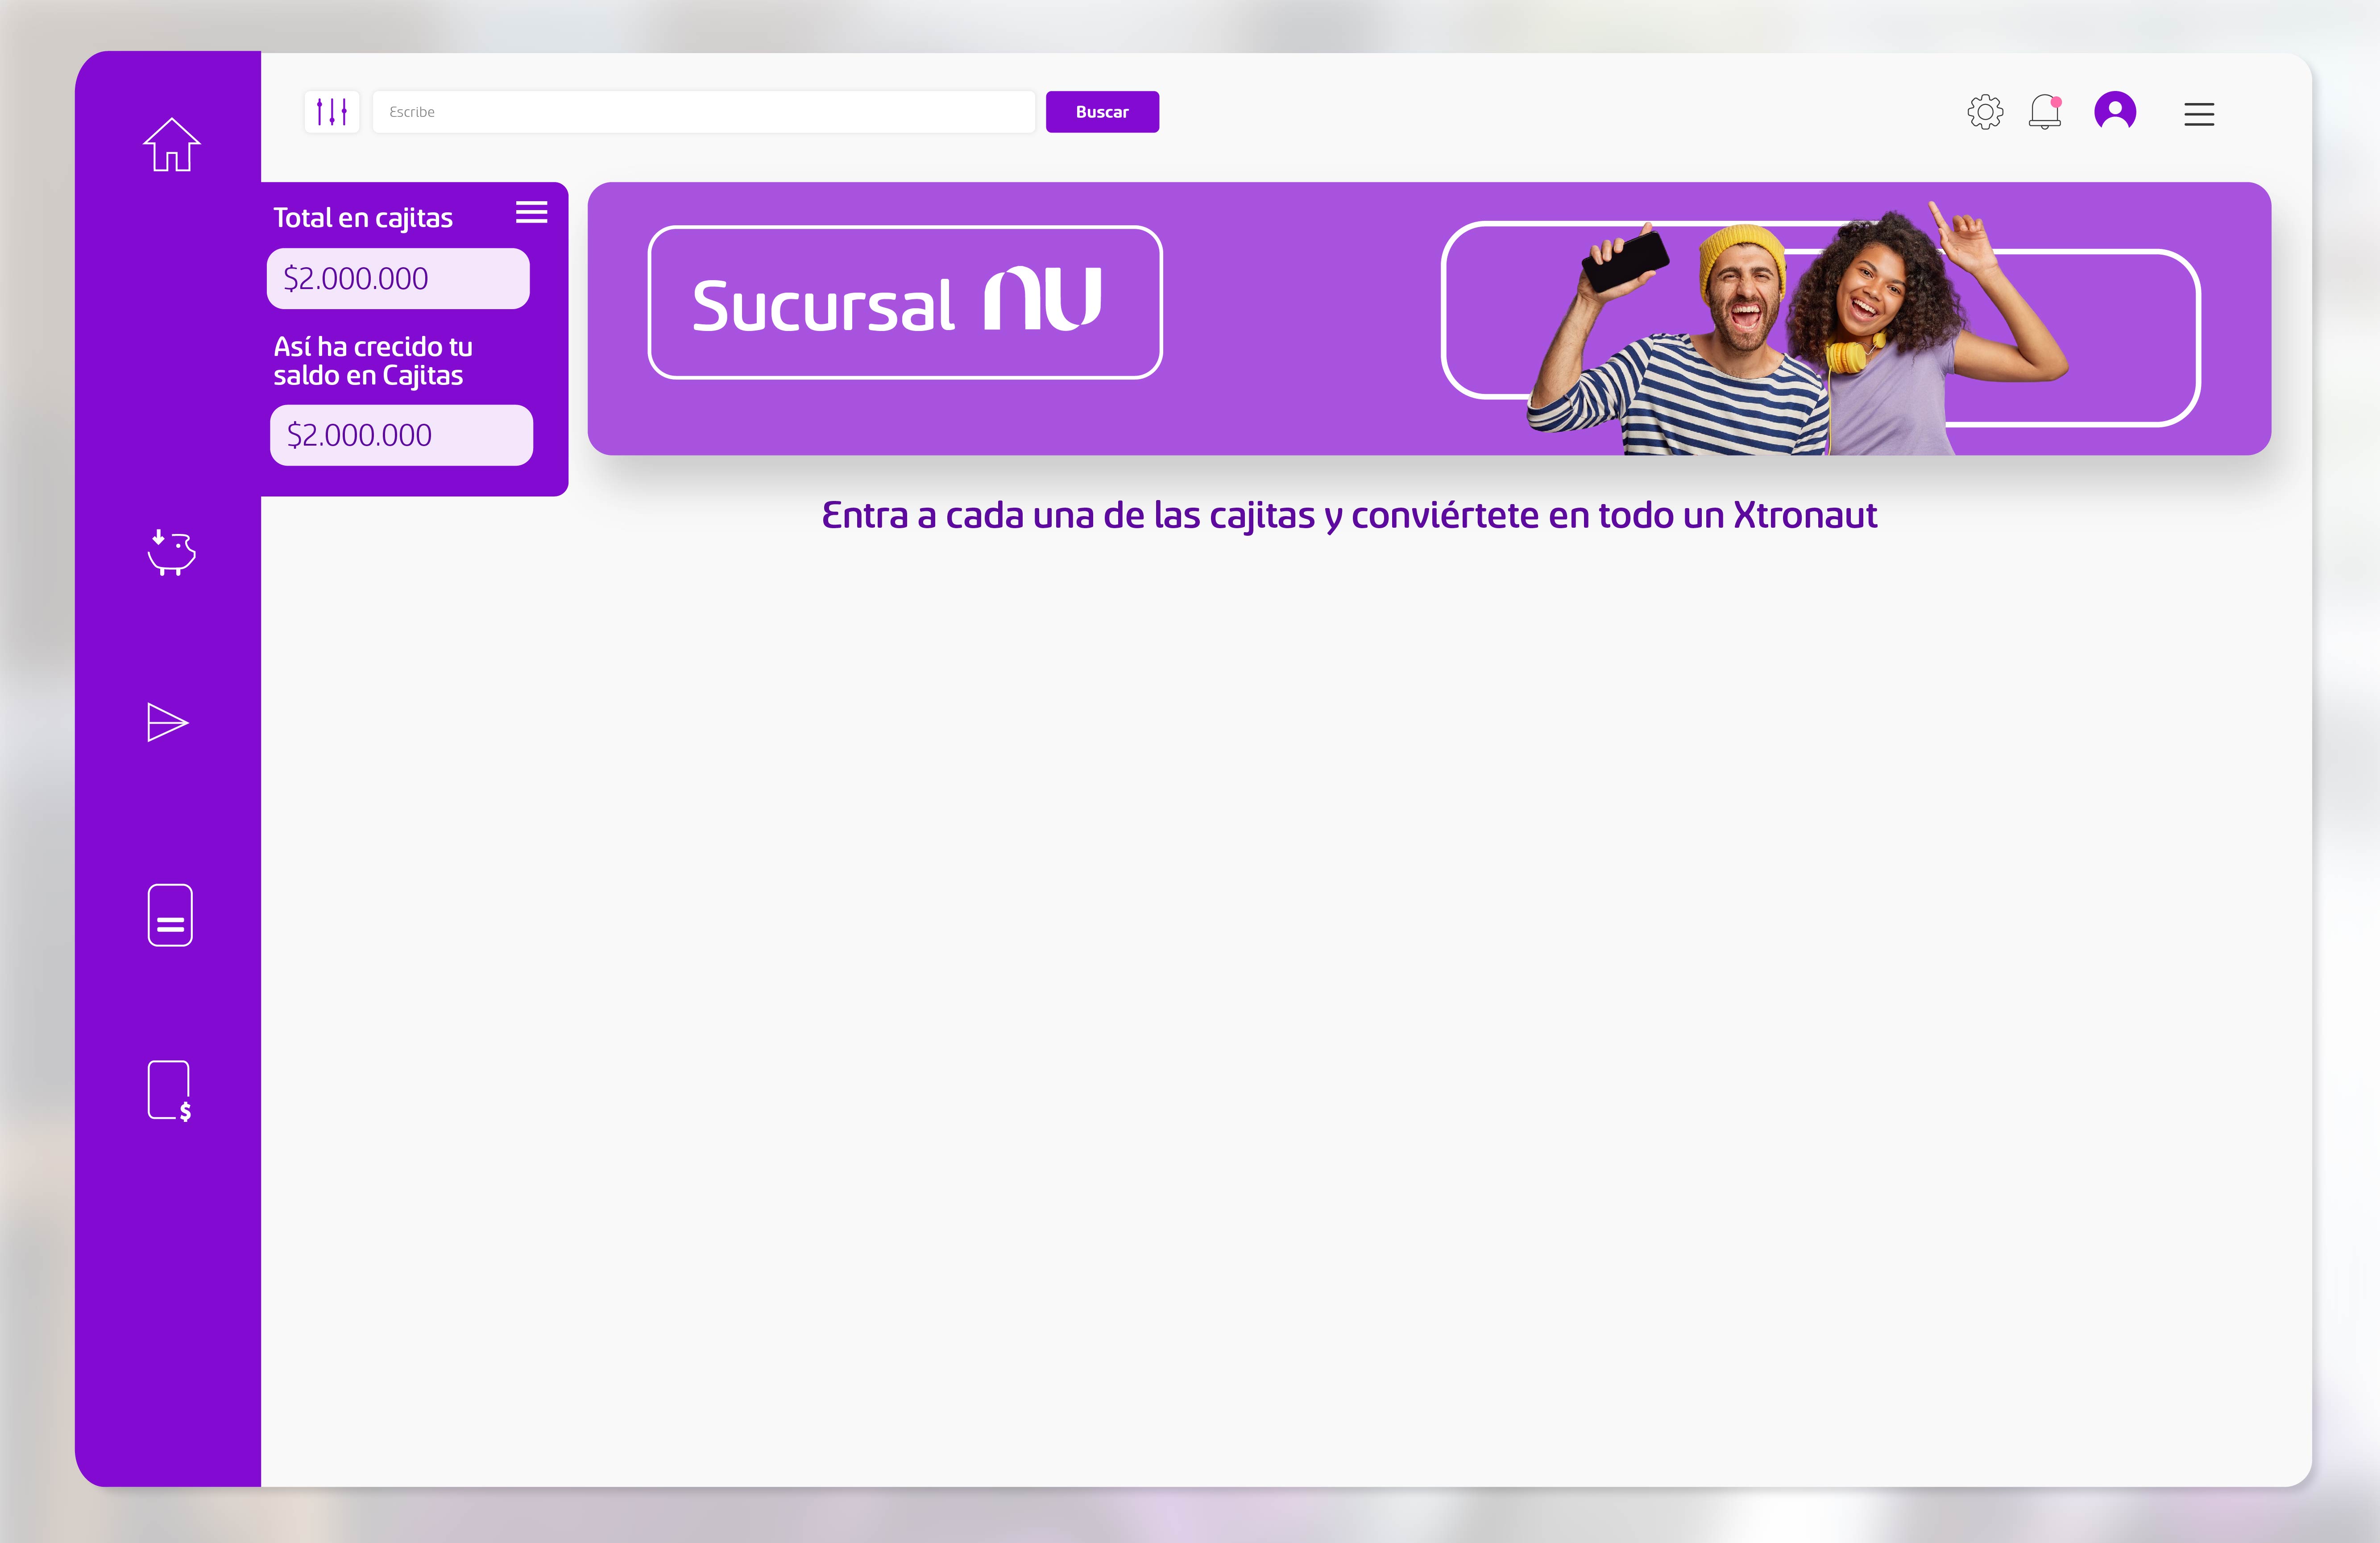 Escribe
Buscar
Total en cajitas
$2.000.000
Así ha crecido tu
saldo en Cajitas
$2.000.000
Sucursal nu
Entra a cada una de las cajitas y conviértete en todo un Xtronaut
$